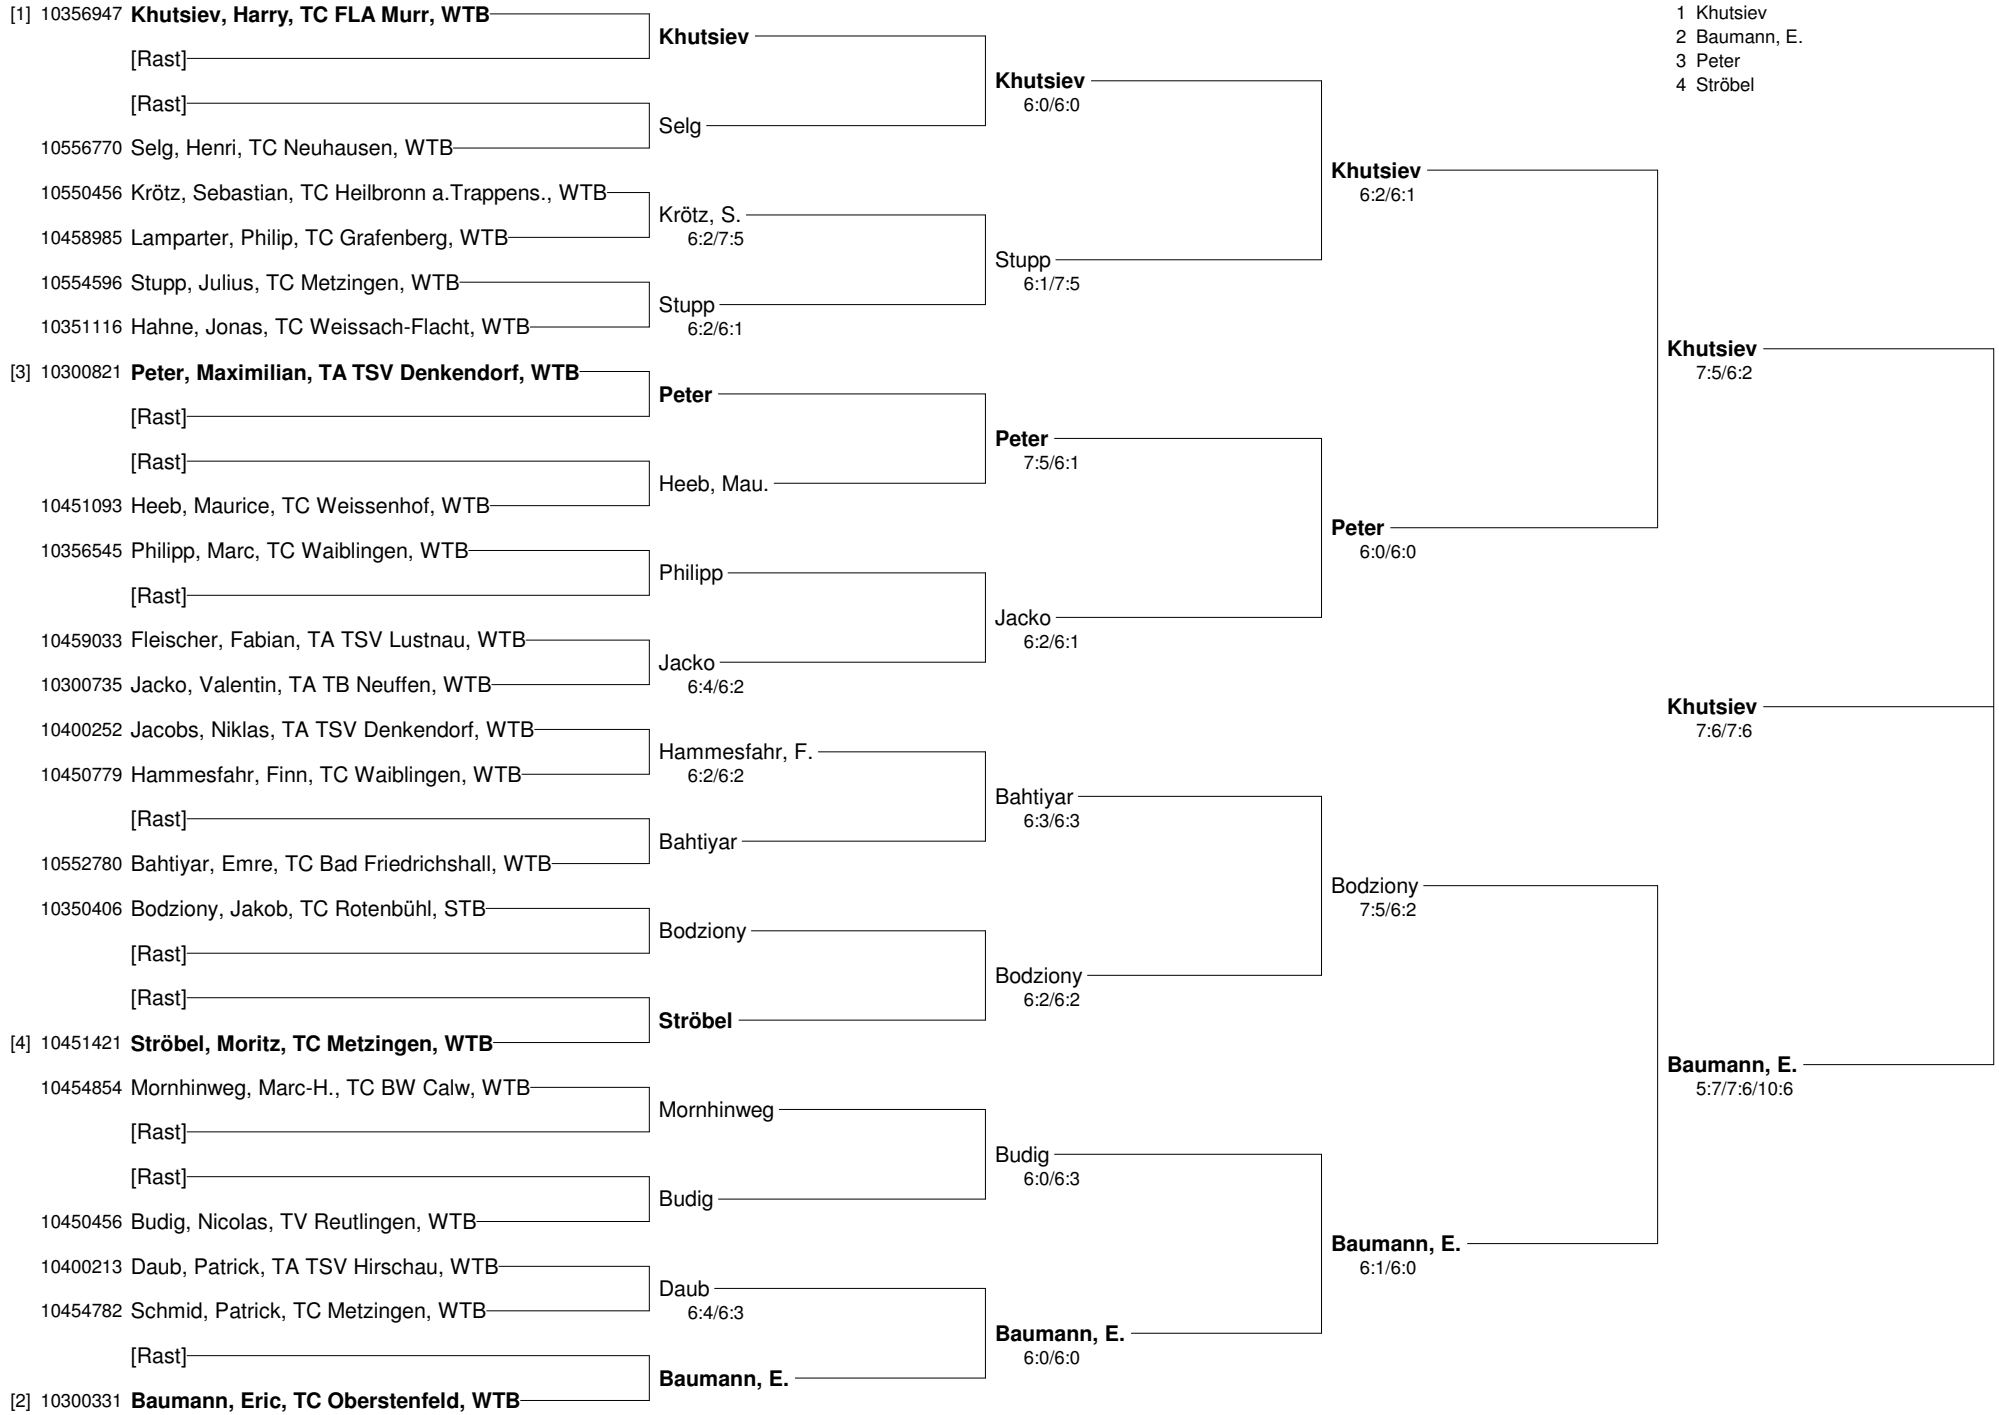 [1] 10356947 Khutsiev, Harry, TC FLA Murr, WTB
[Rast]
[Rast]
10556770 Selg, Henri, TC Neuhausen, WTB
10550456 Krötz, Sebastian, TC Heilbronn a.Trappens., WTB
10458985 Lamparter, Philip, TC Grafenberg, WTB
10554596 Stupp, Julius, TC Metzingen, WTB
10351116 Hahne, Jonas, TC Weissach-Flacht, WTB
[3] 10300821 Peter, Maximilian, TA TSV Denkendorf, WTB
[Rast]
[Rast]
10451093 Heeb, Maurice, TC Weissenhof, WTB
10356545 Philipp, Marc, TC Waiblingen, WTB
[Rast]
10459033 Fleischer, Fabian, TA TSV Lustnau, WTB
10300735 Jacko, Valentin, TA TB Neuffen, WTB
10400252 Jacobs, Niklas, TA TSV Denkendorf, WTB
10450779 Hammesfahr, Finn, TC Waiblingen, WTB
[Rast]
10552780 Bahtiyar, Emre, TC Bad Friedrichshall, WTB
10350406 Bodziony, Jakob, TC Rotenbühl, STB
[Rast]
[Rast]
[4] 10451421 Ströbel, Moritz, TC Metzingen, WTB
10454854 Mornhinweg, Marc-H., TC BW Calw, WTB
[Rast]
[Rast]
10450456 Budig, Nicolas, TV Reutlingen, WTB
10400213 Daub, Patrick, TA TSV Hirschau, WTB
10454782 Schmid, Patrick, TC Metzingen, WTB
[Rast]
[2] 10300331 Baumann, Eric, TC Oberstenfeld, WTB
Khutsiev
Selg
Krötz, S.
6:2/7:5
Stupp
6:2/6:1
Peter
Heeb, Mau.
Philipp
Jacko
6:4/6:2
Hammesfahr, F.
6:2/6:2
Bahtiyar
Bodziony
Ströbel
Mornhinweg
Budig
Daub
6:4/6:3
Baumann, E.
Khutsiev
6:0/6:0
Stupp
6:1/7:5
Peter
7:5/6:1
Jacko
6:2/6:1
Bahtiyar
6:3/6:3
Bodziony
6:2/6:2
Budig
6:0/6:3
Baumann, E.
6:0/6:0
Khutsiev
6:2/6:1
Peter
6:0/6:0
Bodziony
7:5/6:2
Baumann, E.
6:1/6:0
1 Khutsiev
2 Baumann, E.
3 Peter
4 Ströbel
Khutsiev
7:5/6:2
Khutsiev
7:6/7:6
Baumann, E.
5:7/7:6/10:6